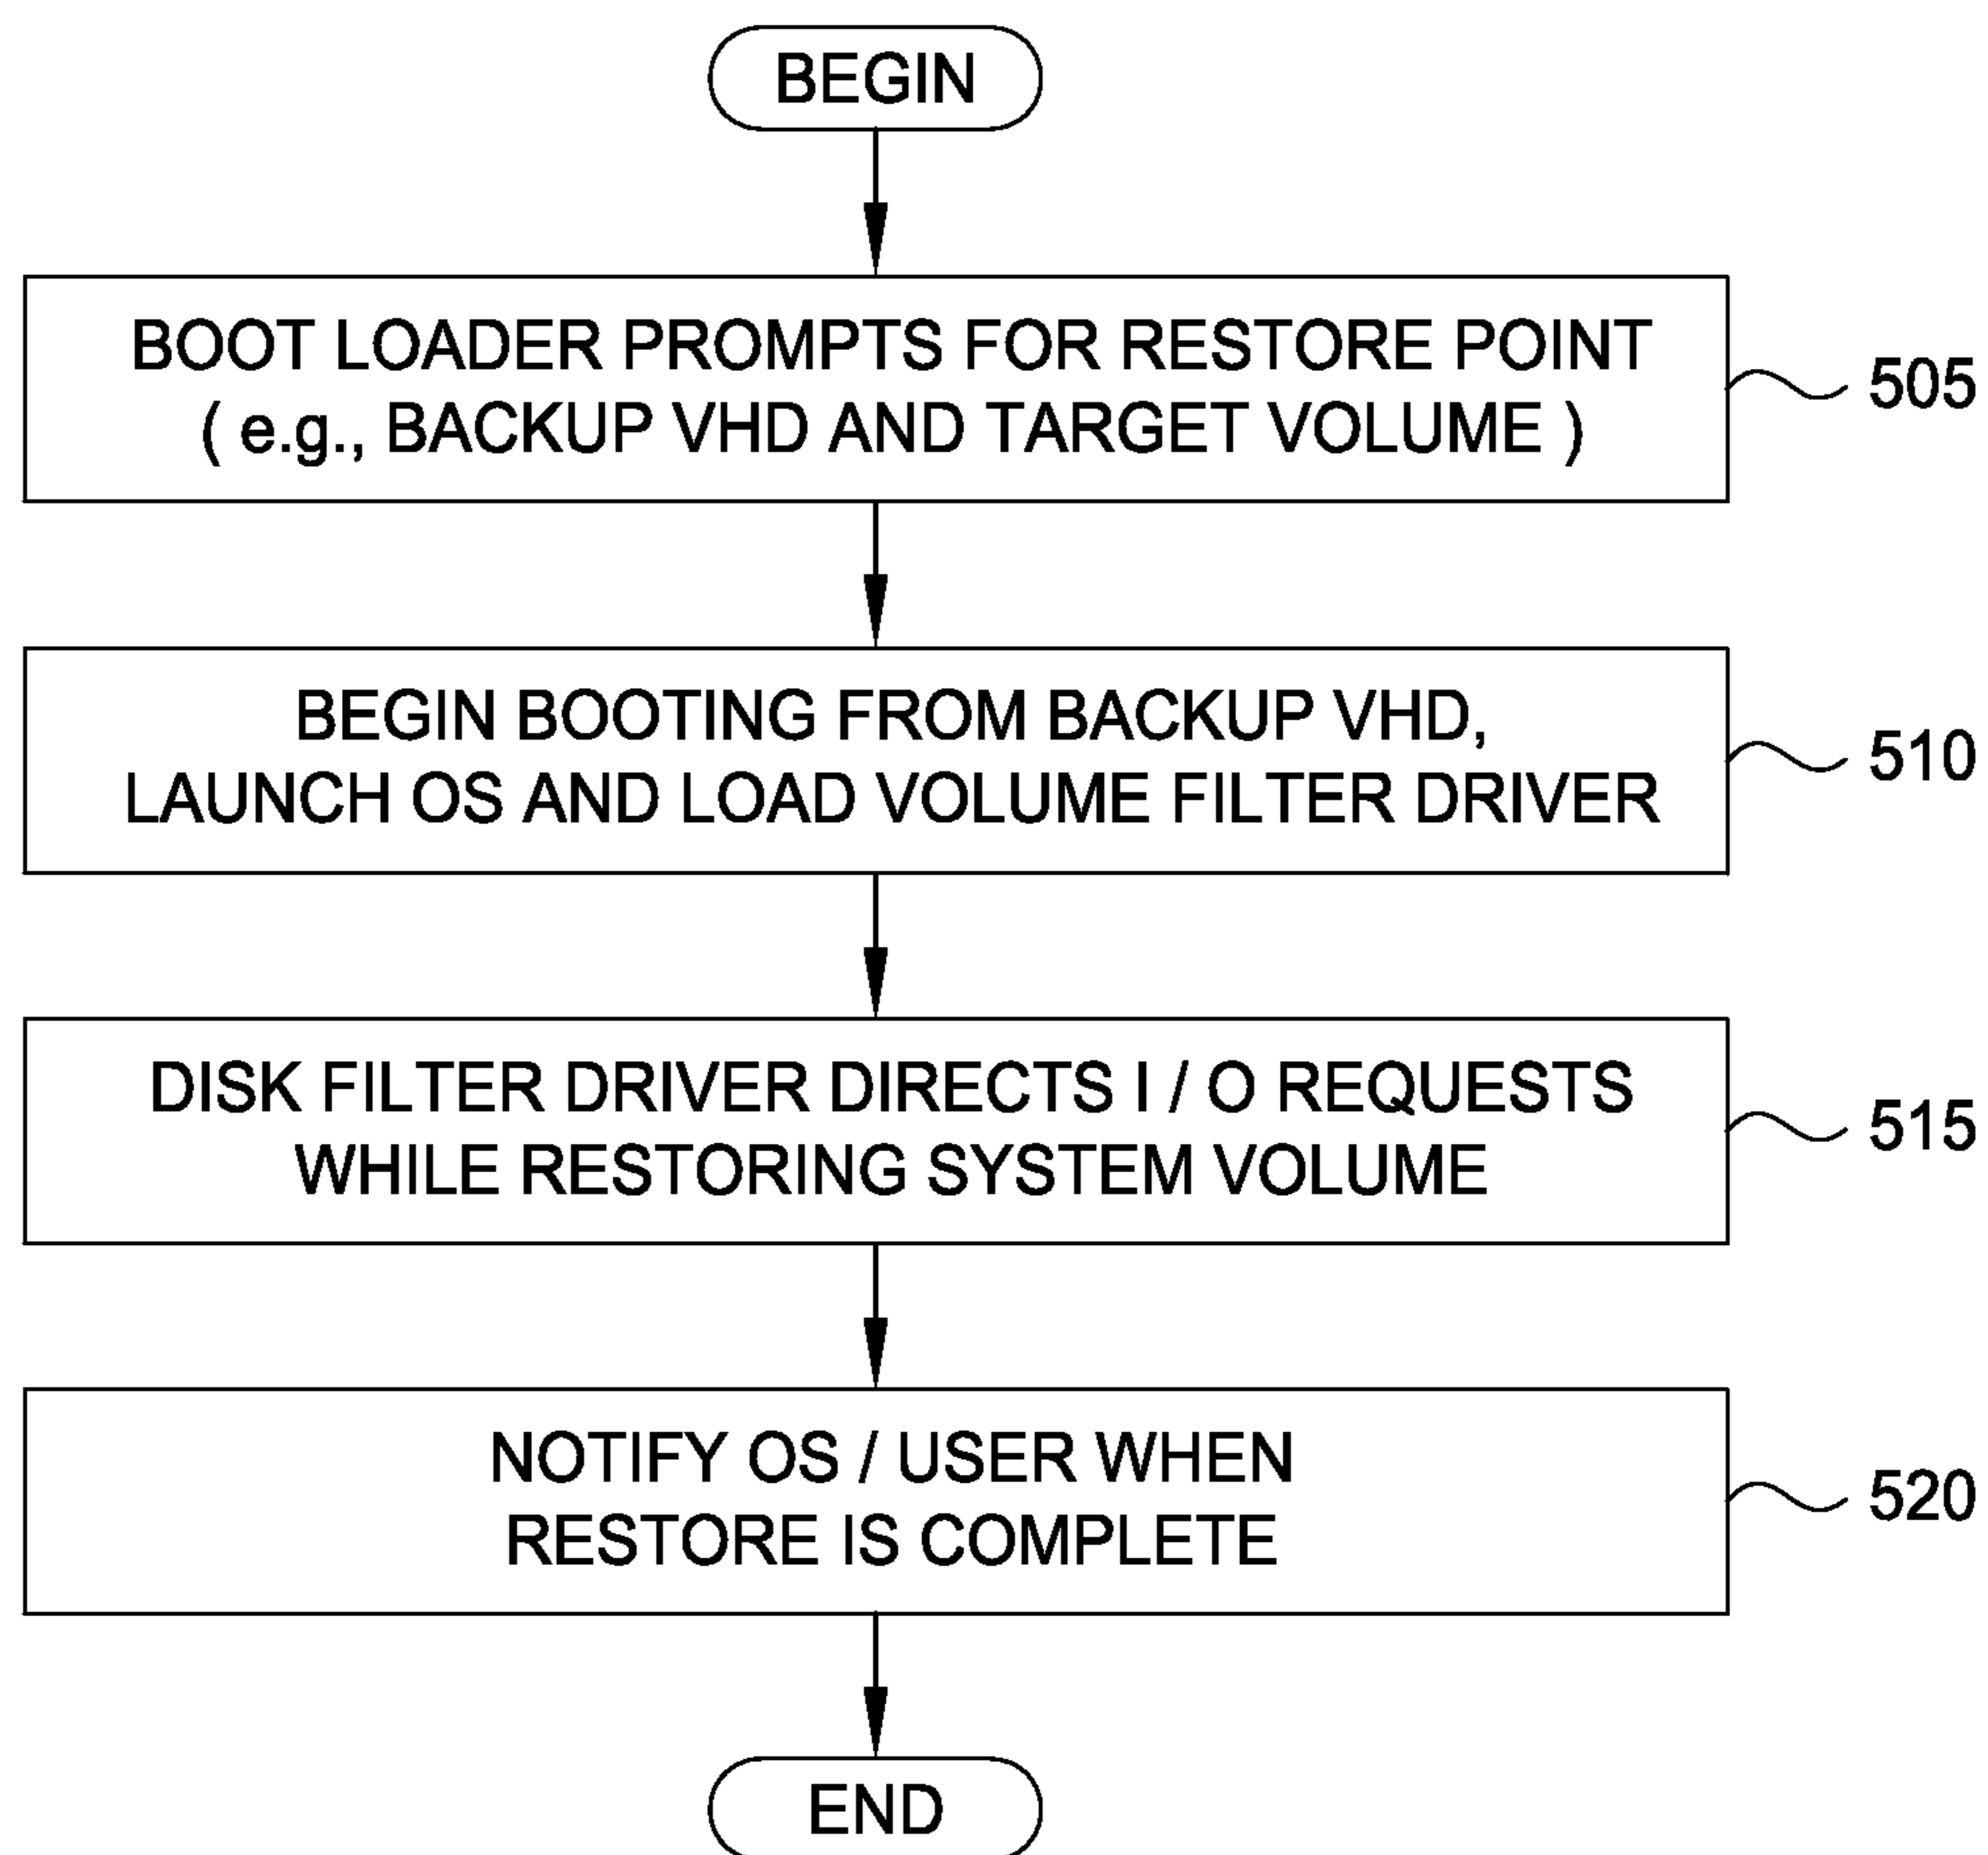 BEGIN
BOOT LOADER PROMPTS FOR RESTORE POINT
( e.g., BACKUP VHD AND TARGET VOLUME )
505
BEGIN BOOTING FROM BACKUP VHD,
LAUNCH OS AND LOAD VOLUME FILTER DRIVER
510
DISK FILTER DRIVER DIRECTS I / O REQUESTS
WHILE RESTORING SYSTEM VOLUME
515
NOTIFY OS / USER WHEN
RESTORE IS COMPLETE
520
END